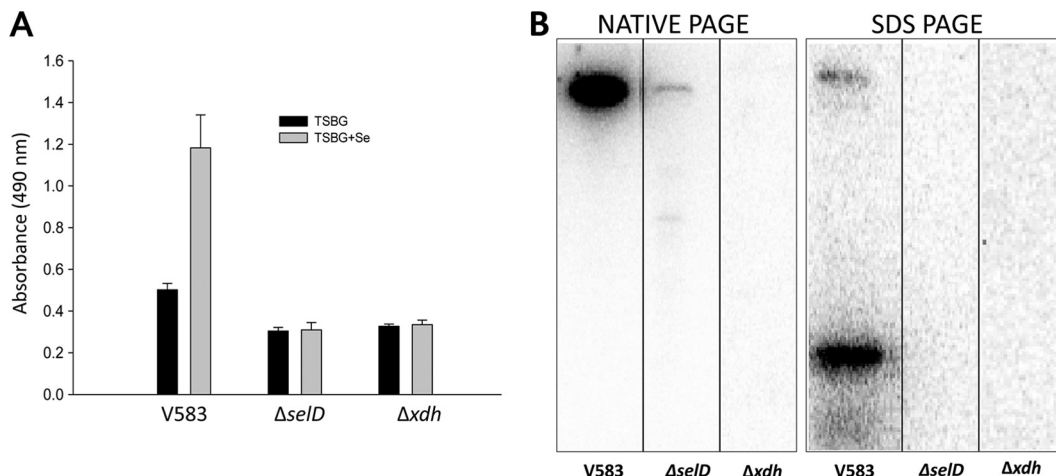 A
Absorbance (490 nm)
1.6
1.4
1.2
1.0
0.8
0.6
0.4
0.2
0.0
TSBG
TSBG+Se
V583
ΔselD
Δxdh
B
NATIVE PAGE
SDS PAGE
V583
ΔselD
Δxdh
V583
ΔselD
Δxdh